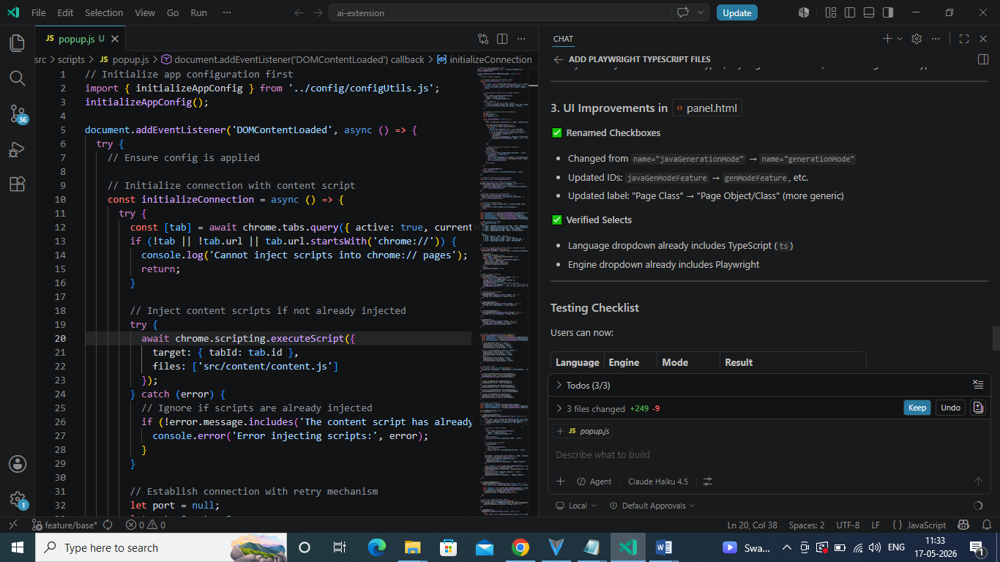 File Edit Selection View Go Run ···
ai-extension
Update
JS popup.js U
src > scripts > JS popup.js > document.addEventListener('DOMContentLoaded') callback > initializeConnection
1 // Initialize app configuration first
2 import { initializeAppConfig } from '../config/configUtils.js';
3 initializeAppConfig();
4
5 document.addEventListener('DOMContentLoaded', async () => {
6 try {
7 // Ensure config is applied
8
9 // Initialize connection with content script
10 const initializeConnection = async () => {
11 try {
12 const [tab] = await chrome.tabs.query({ active: true, current
13 if (!tab || !tab.url || tab.url.startsWith('chrome://')) {
14 console.log('Cannot inject scripts into chrome:// pages');
15 return;
16 }
17
18 // Inject content scripts if not already injected
19 try {
20 await chrome.scripting.executeScript({
21 target: { tabId: tab.id },
22 files: ['src/content/content.js']
23 });
24 } catch (error) {
25 // Ignore if scripts are already injected
26 if (!error.message.includes('The content script has already
27 console.error('Error injecting scripts:', error);
28 }
29 }
30
31 // Establish connection with retry mechanism
32 let port = null;
CHAT
ADD PLAYWRIGHT TYPESCRIPT FILES
3. UI Improvements in panel.html
✅ Renamed Checkboxes
• Changed from name="javaGenerationMode" → name="generationMode"
• Updated IDs: javaGenModeFeature → genModeFeature, etc.
• Updated label: "Page Class" → "Page Object/Class" (more generic)
✅ Verified Selects
• Language dropdown already includes TypeScript (ts)
• Engine dropdown already includes Playwright
Testing Checklist
Users can now:
Language Engine Mode Result
Todos (3/3)
3 files changed +249 -9
Keep Undo
JS popup.js
Describe what to build
Agent Claude Haiku 4.5
Local Default Approvals
36
1
feature/base* 0 0
Ln 20, Col 38 Spaces: 2 UTF-8 LF { } JavaScript
Type here to search
Swa...
ENG
11:33
17-05-2026
1